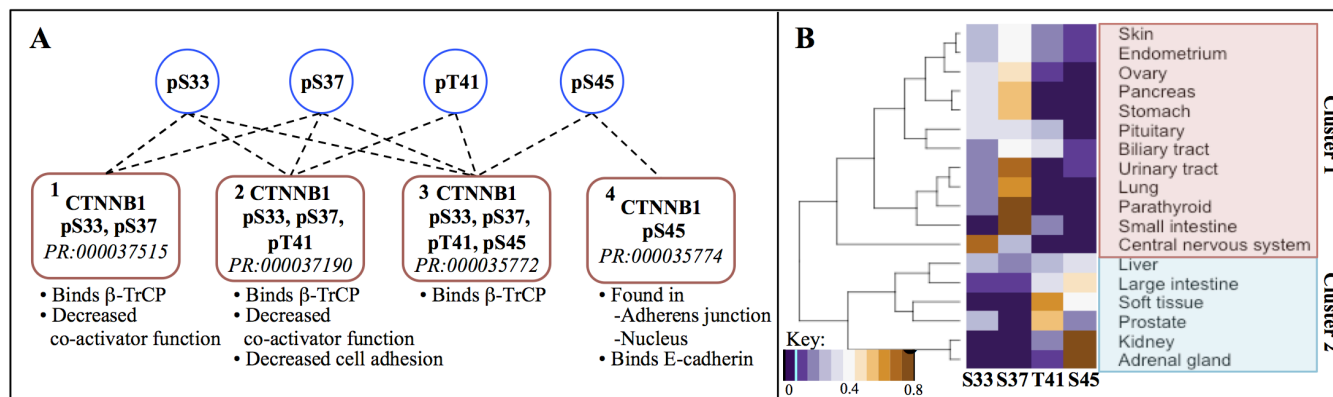 A
pS33
pS37
pT41
pS45
1
CTNNB1
pS33, pS37
PR:000037515
2 CTNNB1
pS33, pS37,
pT41
PR:000037190
3 CTNNB1
pS33, pS37,
pT41, pS45
PR:000035772
4
CTNNB1
pS45
PR:000035774
• Binds β-TrCP
• Decreased
co-activator function
• Binds β-TrCP
• Decreased
co-activator function
• Decreased cell adhesion
• Binds β-TrCP
• Found in
-Adherens junction
-Nucleus
• Binds E-cadherin
B
Skin
Endometrium
Ovary
Pancreas
Stomach
Pituitary
Biliary tract
Urinary tract
Lung
Parathyroid
Small intestine
Central nervous system
Liver
Large intestine
Soft tissue
Prostate
Kidney
Adrenal gland
Cluster 1
Cluster 2
Key:
0 0.4 0.8
S33 S37 T41 S45